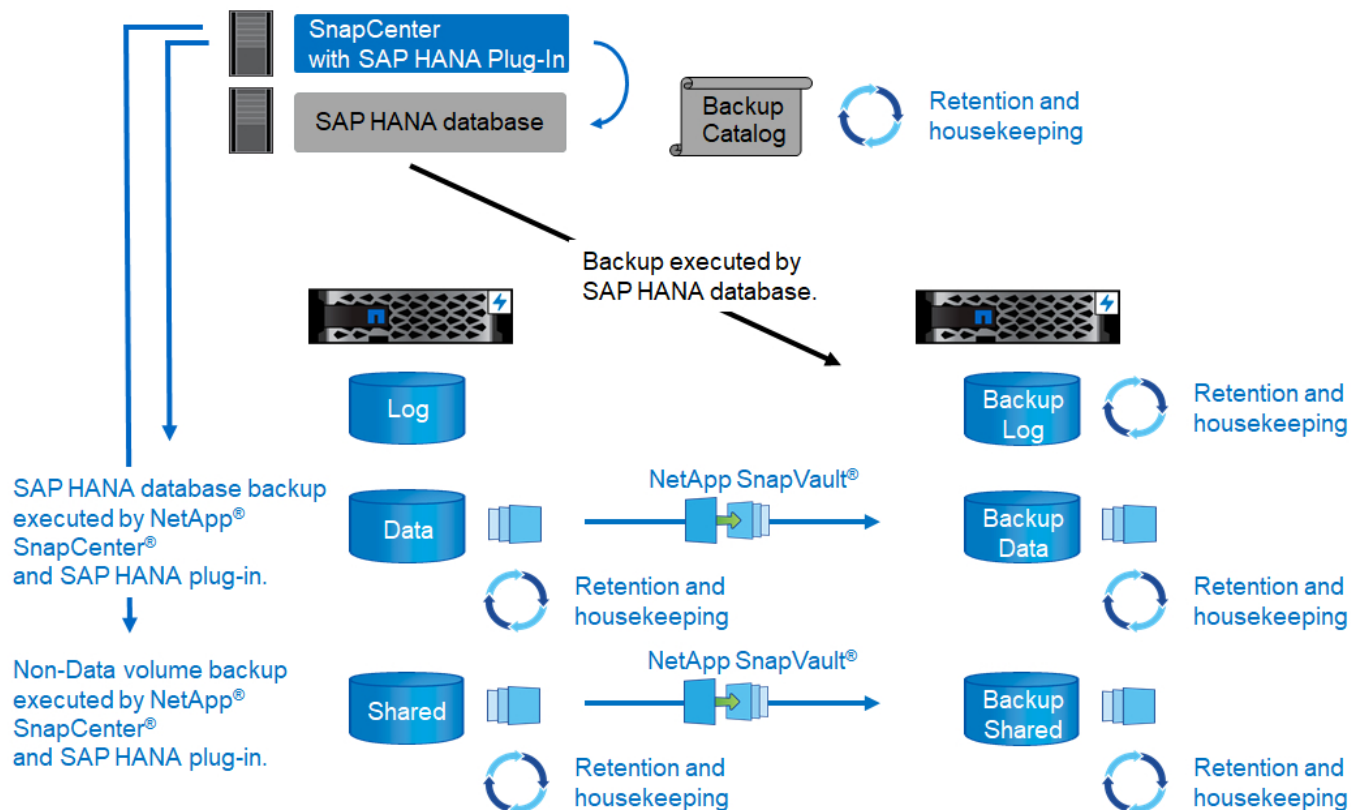 SnapCenter
with SAP HANA Plug-In
SAP HANA database
Backup
Catalog
Retention and
housekeeping
Backup executed by
SAP HANA database.
Log
Backup
Log
Retention and
housekeeping
SAP HANA database backup
executed by NetApp®
SnapCenter®
and SAP HANA plug-in.
Data
NetApp SnapVault®
Backup
Data
Retention and
housekeeping
Retention and
housekeeping
Non-Data volume backup
executed by NetApp®
SnapCenter®
and SAP HANA plug-in.
Shared
NetApp SnapVault®
Backup
Shared
Retention and
housekeeping
Retention and
housekeeping